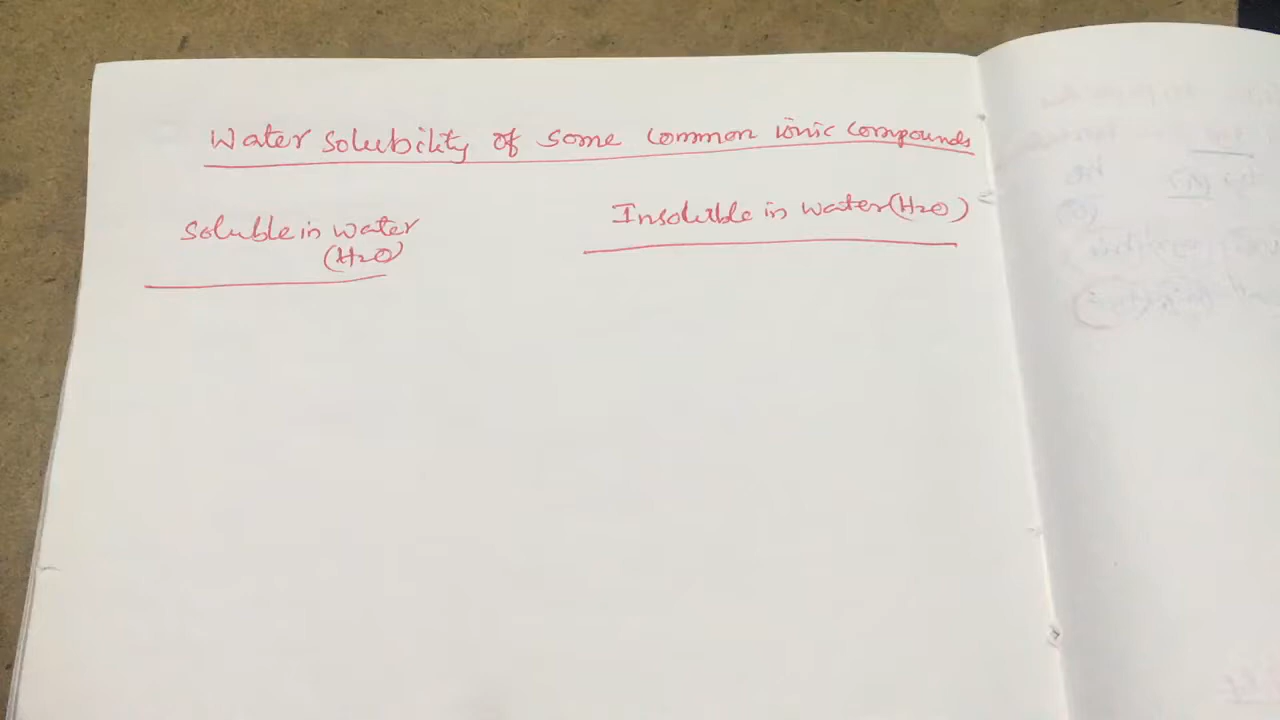 Water solubility of some common ionic compounds
Soluble in water
(H2O)
Insoluble in water (H2O)